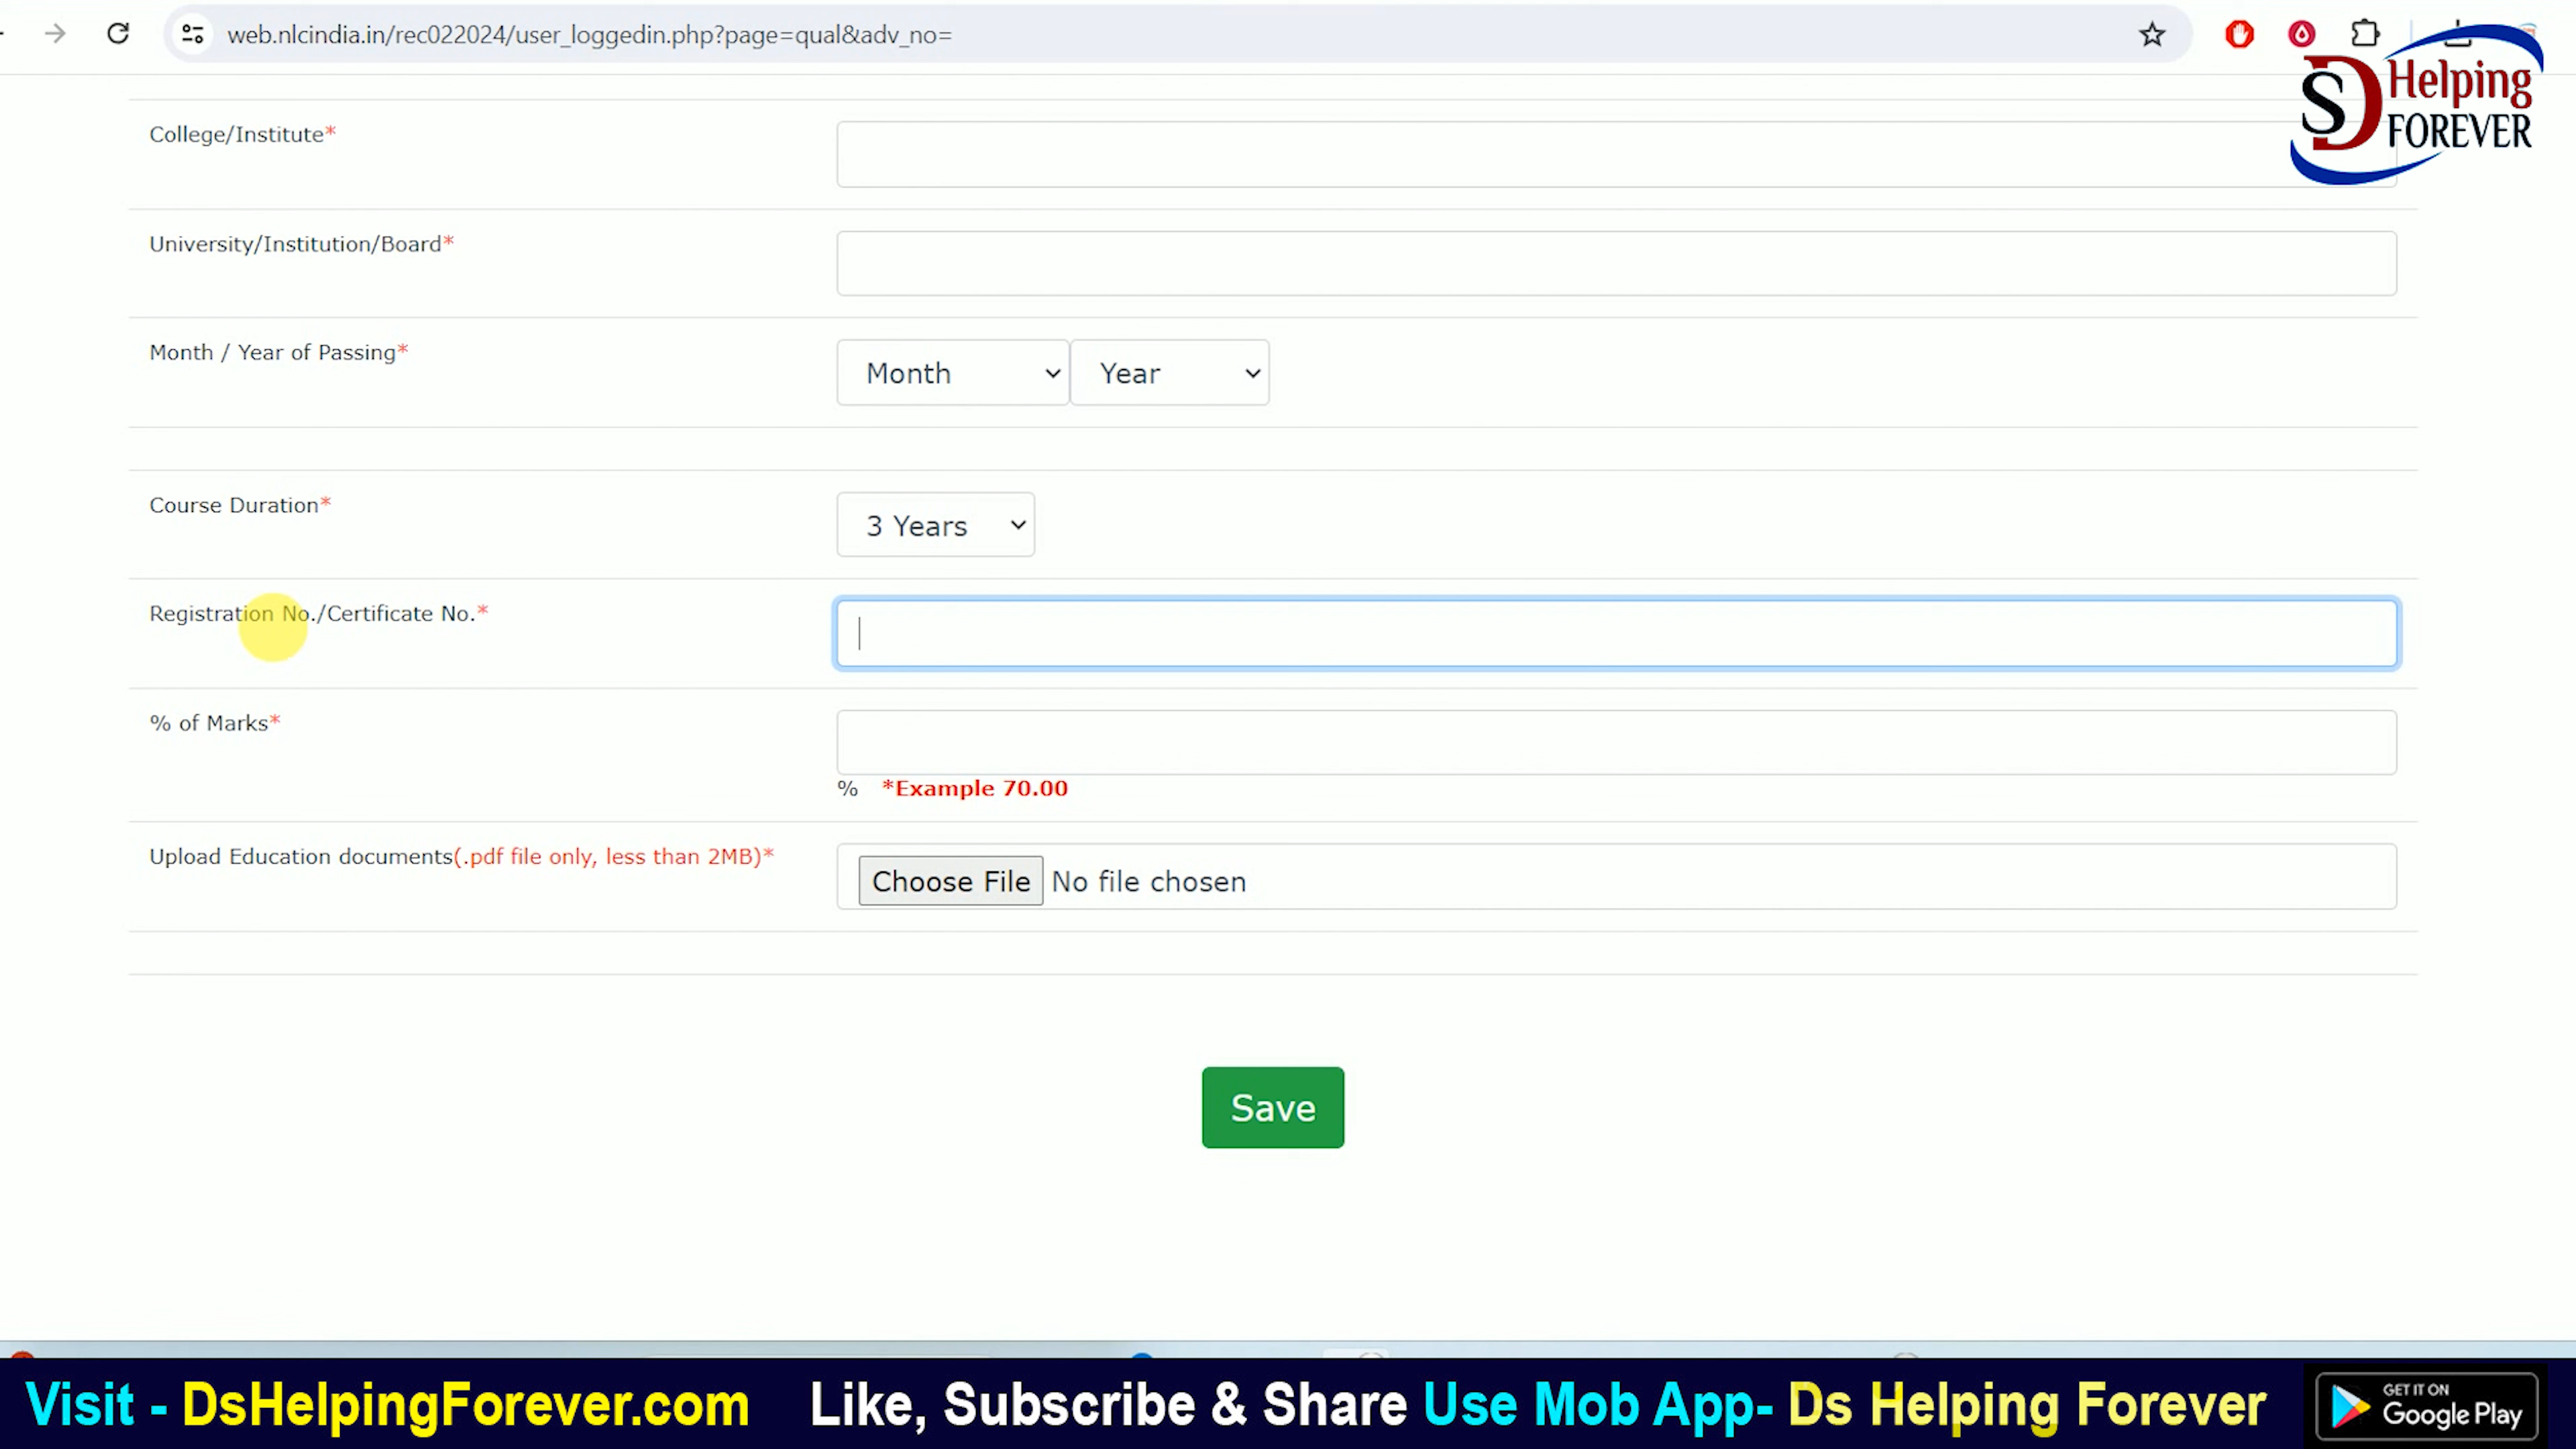 web.nlcindia.in/rec022024/user_loggedin.php?page=qual&adv_no=
SD Helping
FOREVER
College/Institute*
University/Institution/Board*
Month / Year of Passing*
Month Year
Course Duration*
3 Years
Registration No./Certificate No.*
% of Marks*
% *Example 70.00
Upload Education documents(.pdf file only, less than 2MB)*
Choose File No file chosen
Save
Visit - DsHelpingForever.com Like, Subscribe & Share Use Mob App- Ds Helping Forever
GET IT ON
Google Play